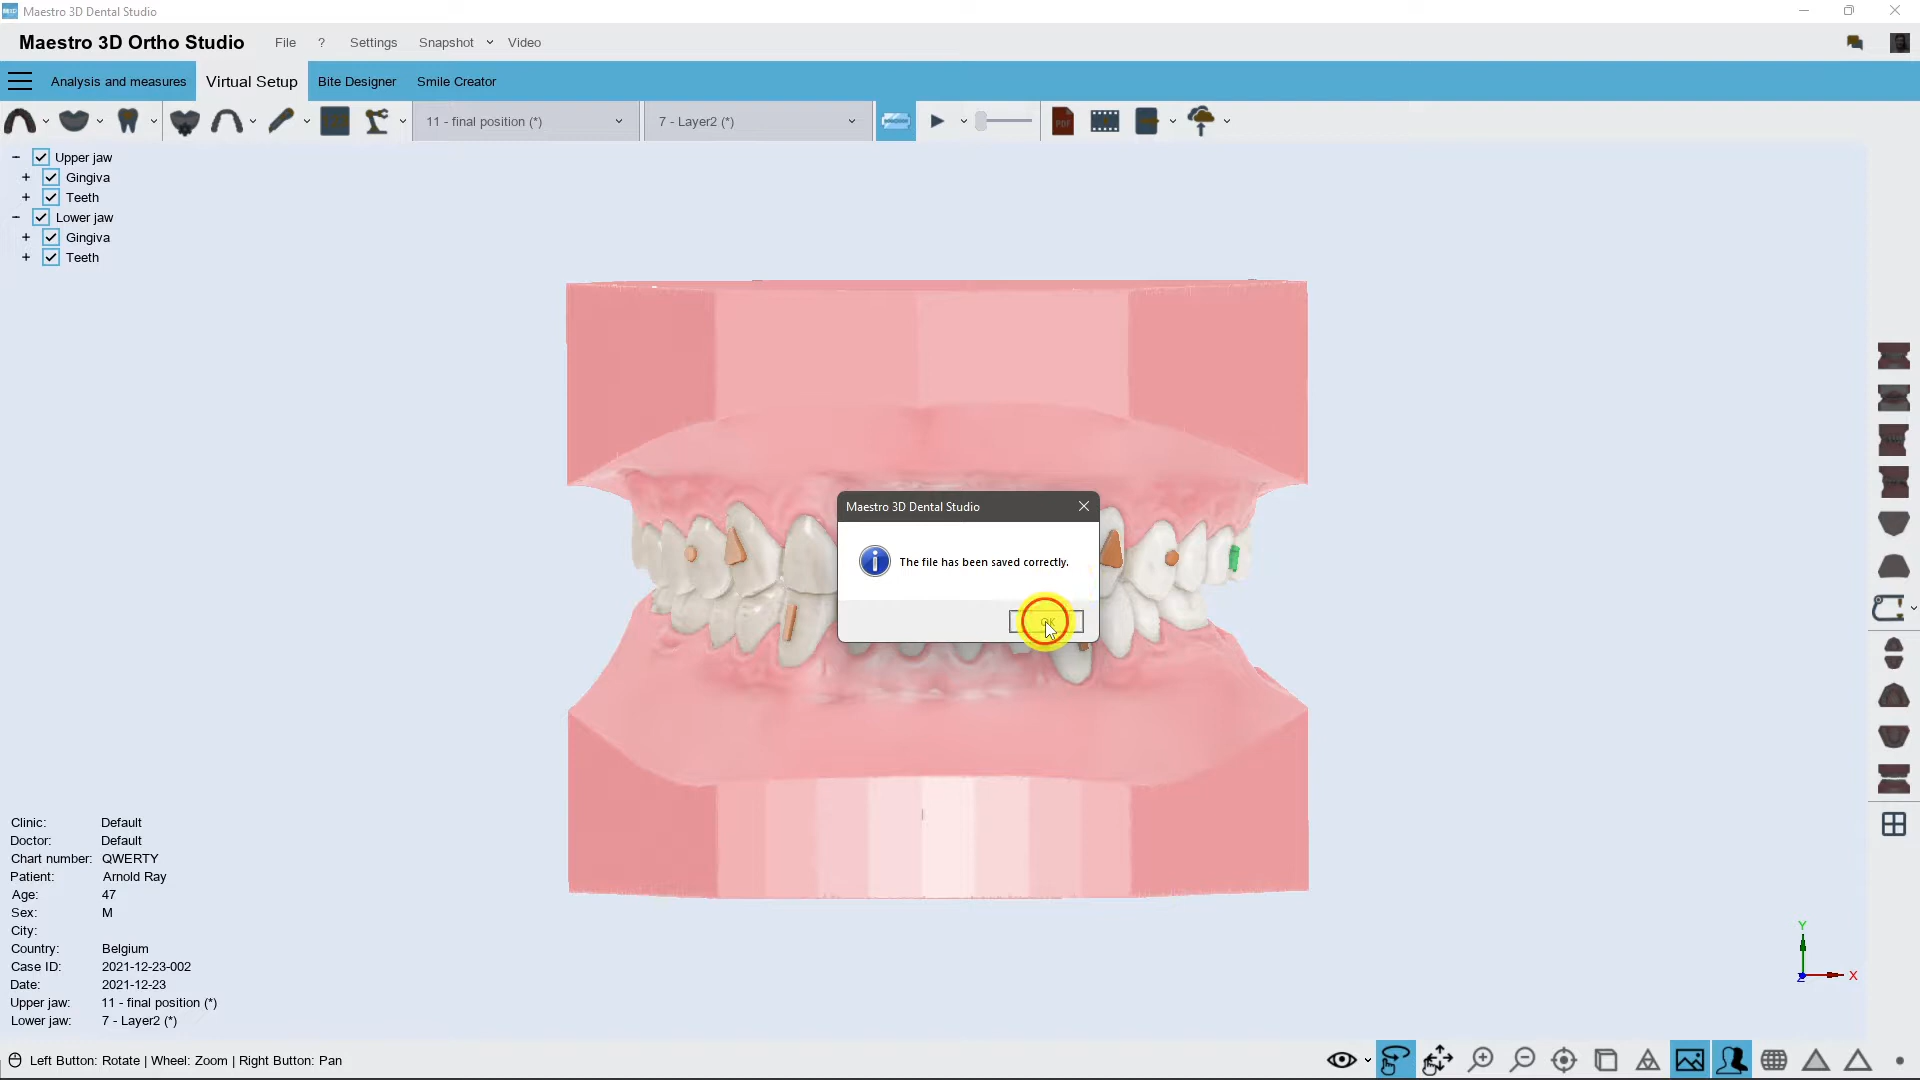 Maestro 3D Dental Studio
Maestro 3D Ortho Studio File ? Settings Snapshot Video
Analysis and measures Virtual Setup Bite Designer Smile Creator
11 - final position (*) 7 - Layer2 (*) PDF
Upper jaw
Gingiva
Teeth
Lower jaw
Gingiva
Teeth
Maestro 3D Dental Studio
The file has been saved correctly.
OK
Clinic: Default
Doctor: Default
Chart number: QWERTY
Patient: Arnold Ray
Age: 47
Sex: M
City:
Country: Belgium
Case ID: 2021-12-23-002
Date: 2021-12-23
Upper jaw: 11 - final position (*)
Lower jaw: 7 - Layer2 (*)
Y
X
Z
Left Button: Rotate | Wheel: Zoom | Right Button: Pan